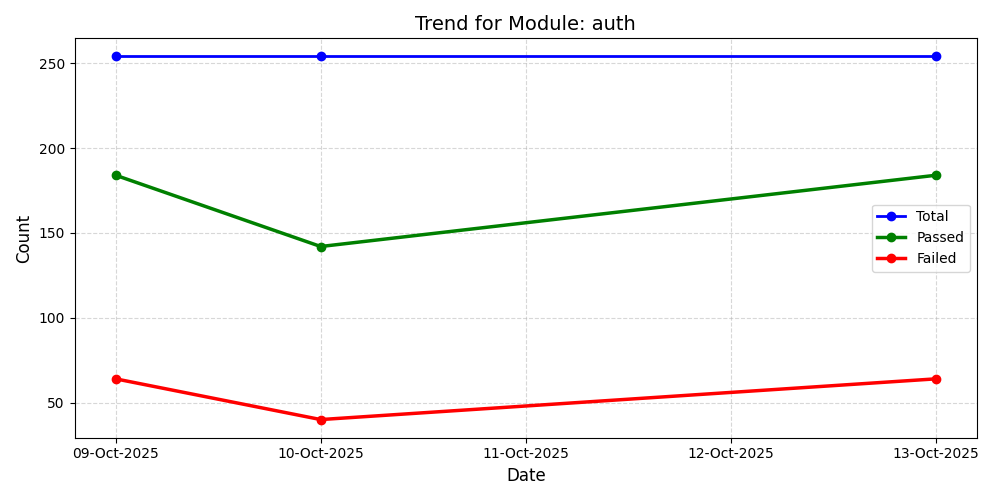 Trend for Module: auth
Count
250
200
150
100
50
Total
Passed
Failed
09-Oct-2025 10-Oct-2025 11-Oct-2025 12-Oct-2025 13-Oct-2025
Date